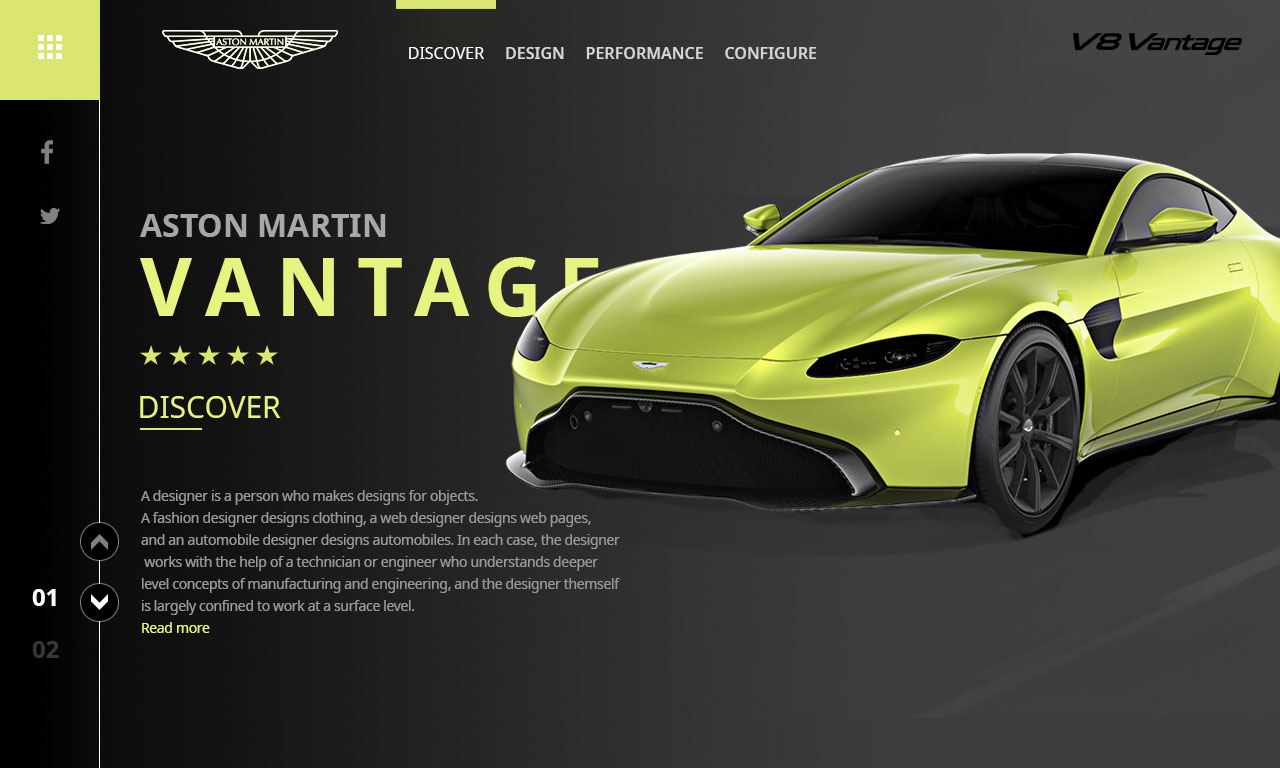 ASTON MARTIN
DISCOVER DESIGN PERFORMANCE CONFIGURE
V8 Vantage
ASTON MARTIN
VANTAGE
DISCOVER
A designer is a person who makes designs for objects.
A fashion designer designs clothing, a web designer designs web pages,
and an automobile designer designs automobiles. In each case, the designer
works with the help of a technician or engineer who understands deeper
level concepts of manufacturing and engineering, and the designer themself
is largely confined to work at a surface level.
Read more
01
02